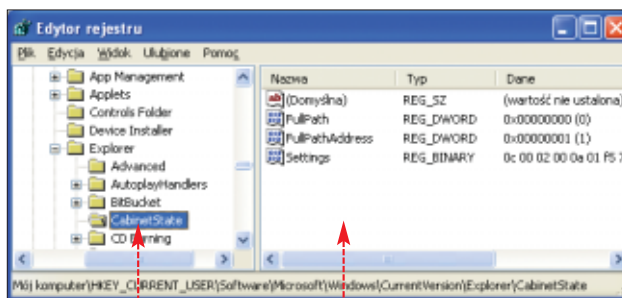 Edytor rejestru
Plik Edycja Widok Ulubione Pomoc
App Management
Applets
Controls Folder
Device Installer
Explorer
Advanced
AutoplayHandlers
BitBucket
CabinetState
CD Burning
Nazwa Typ Dane
(Domyślna) REG_SZ (wartość nie ustalona)
FullPath REG_DWORD 0x00000000 (0)
FullPathAddress REG_DWORD 0x00000001 (1)
Settings REG_BINARY 0c 00 02 00 0a 01 f5
Mój komputer\HKEY_CURRENT_USER\Software\Microsoft\Windows\CurrentVersion\Explorer\CabinetState